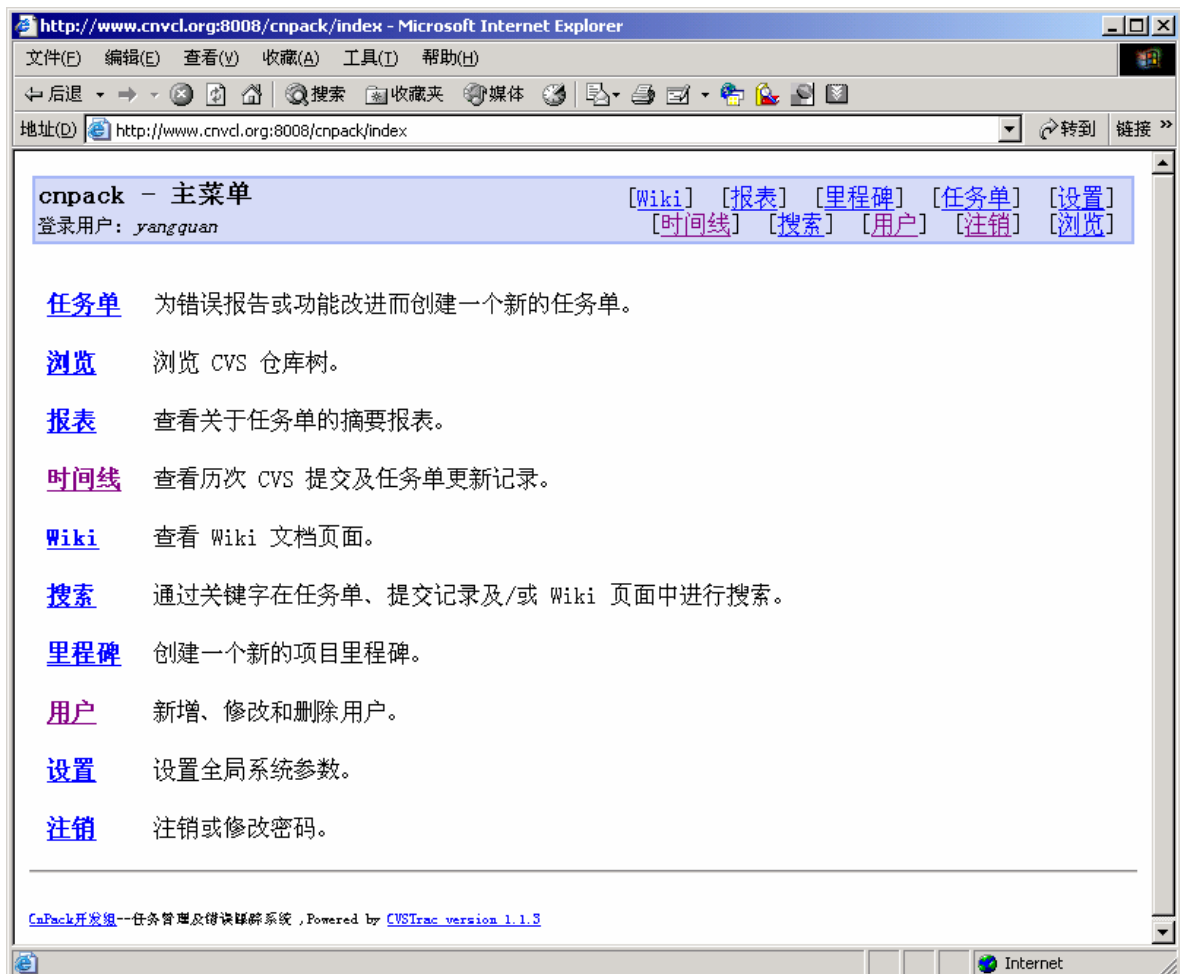 http://www.cnvcl.org:8008/cnpack/index - Microsoft Internet Explorer
文件(F) 编辑(E) 查看(V) 收藏(A) 工具(T) 帮助(H)
后退 搜索 收藏夹 媒体
地址(D) http://www.cnvcl.org:8008/cnpack/index 转到 链接 »
cnpack - 主菜单 [Wiki] [报表] [里程碑] [任务单] [设置]
登录用户: yangquan [时间线] [搜索] [用户] [注销] [浏览]
任务单 为错误报告或功能改进而创建一个新的任务单。
浏览 浏览 CVS 仓库树。
报表 查看关于任务单的摘要报表。
时间线 查看历次 CVS 提交及任务单更新记录。
Wiki 查看 Wiki 文档页面。
搜索 通过关键字在任务单、提交记录及/或 Wiki 页面中进行搜索。
里程碑 创建一个新的项目里程碑。
用户 新增、修改和删除用户。
设置 设置全局系统参数。
注销 注销或修改密码。
CnPack开发组--任务管理及错误跟踪系统 ,Powered by CVSTrac version 1.1.3
Internet